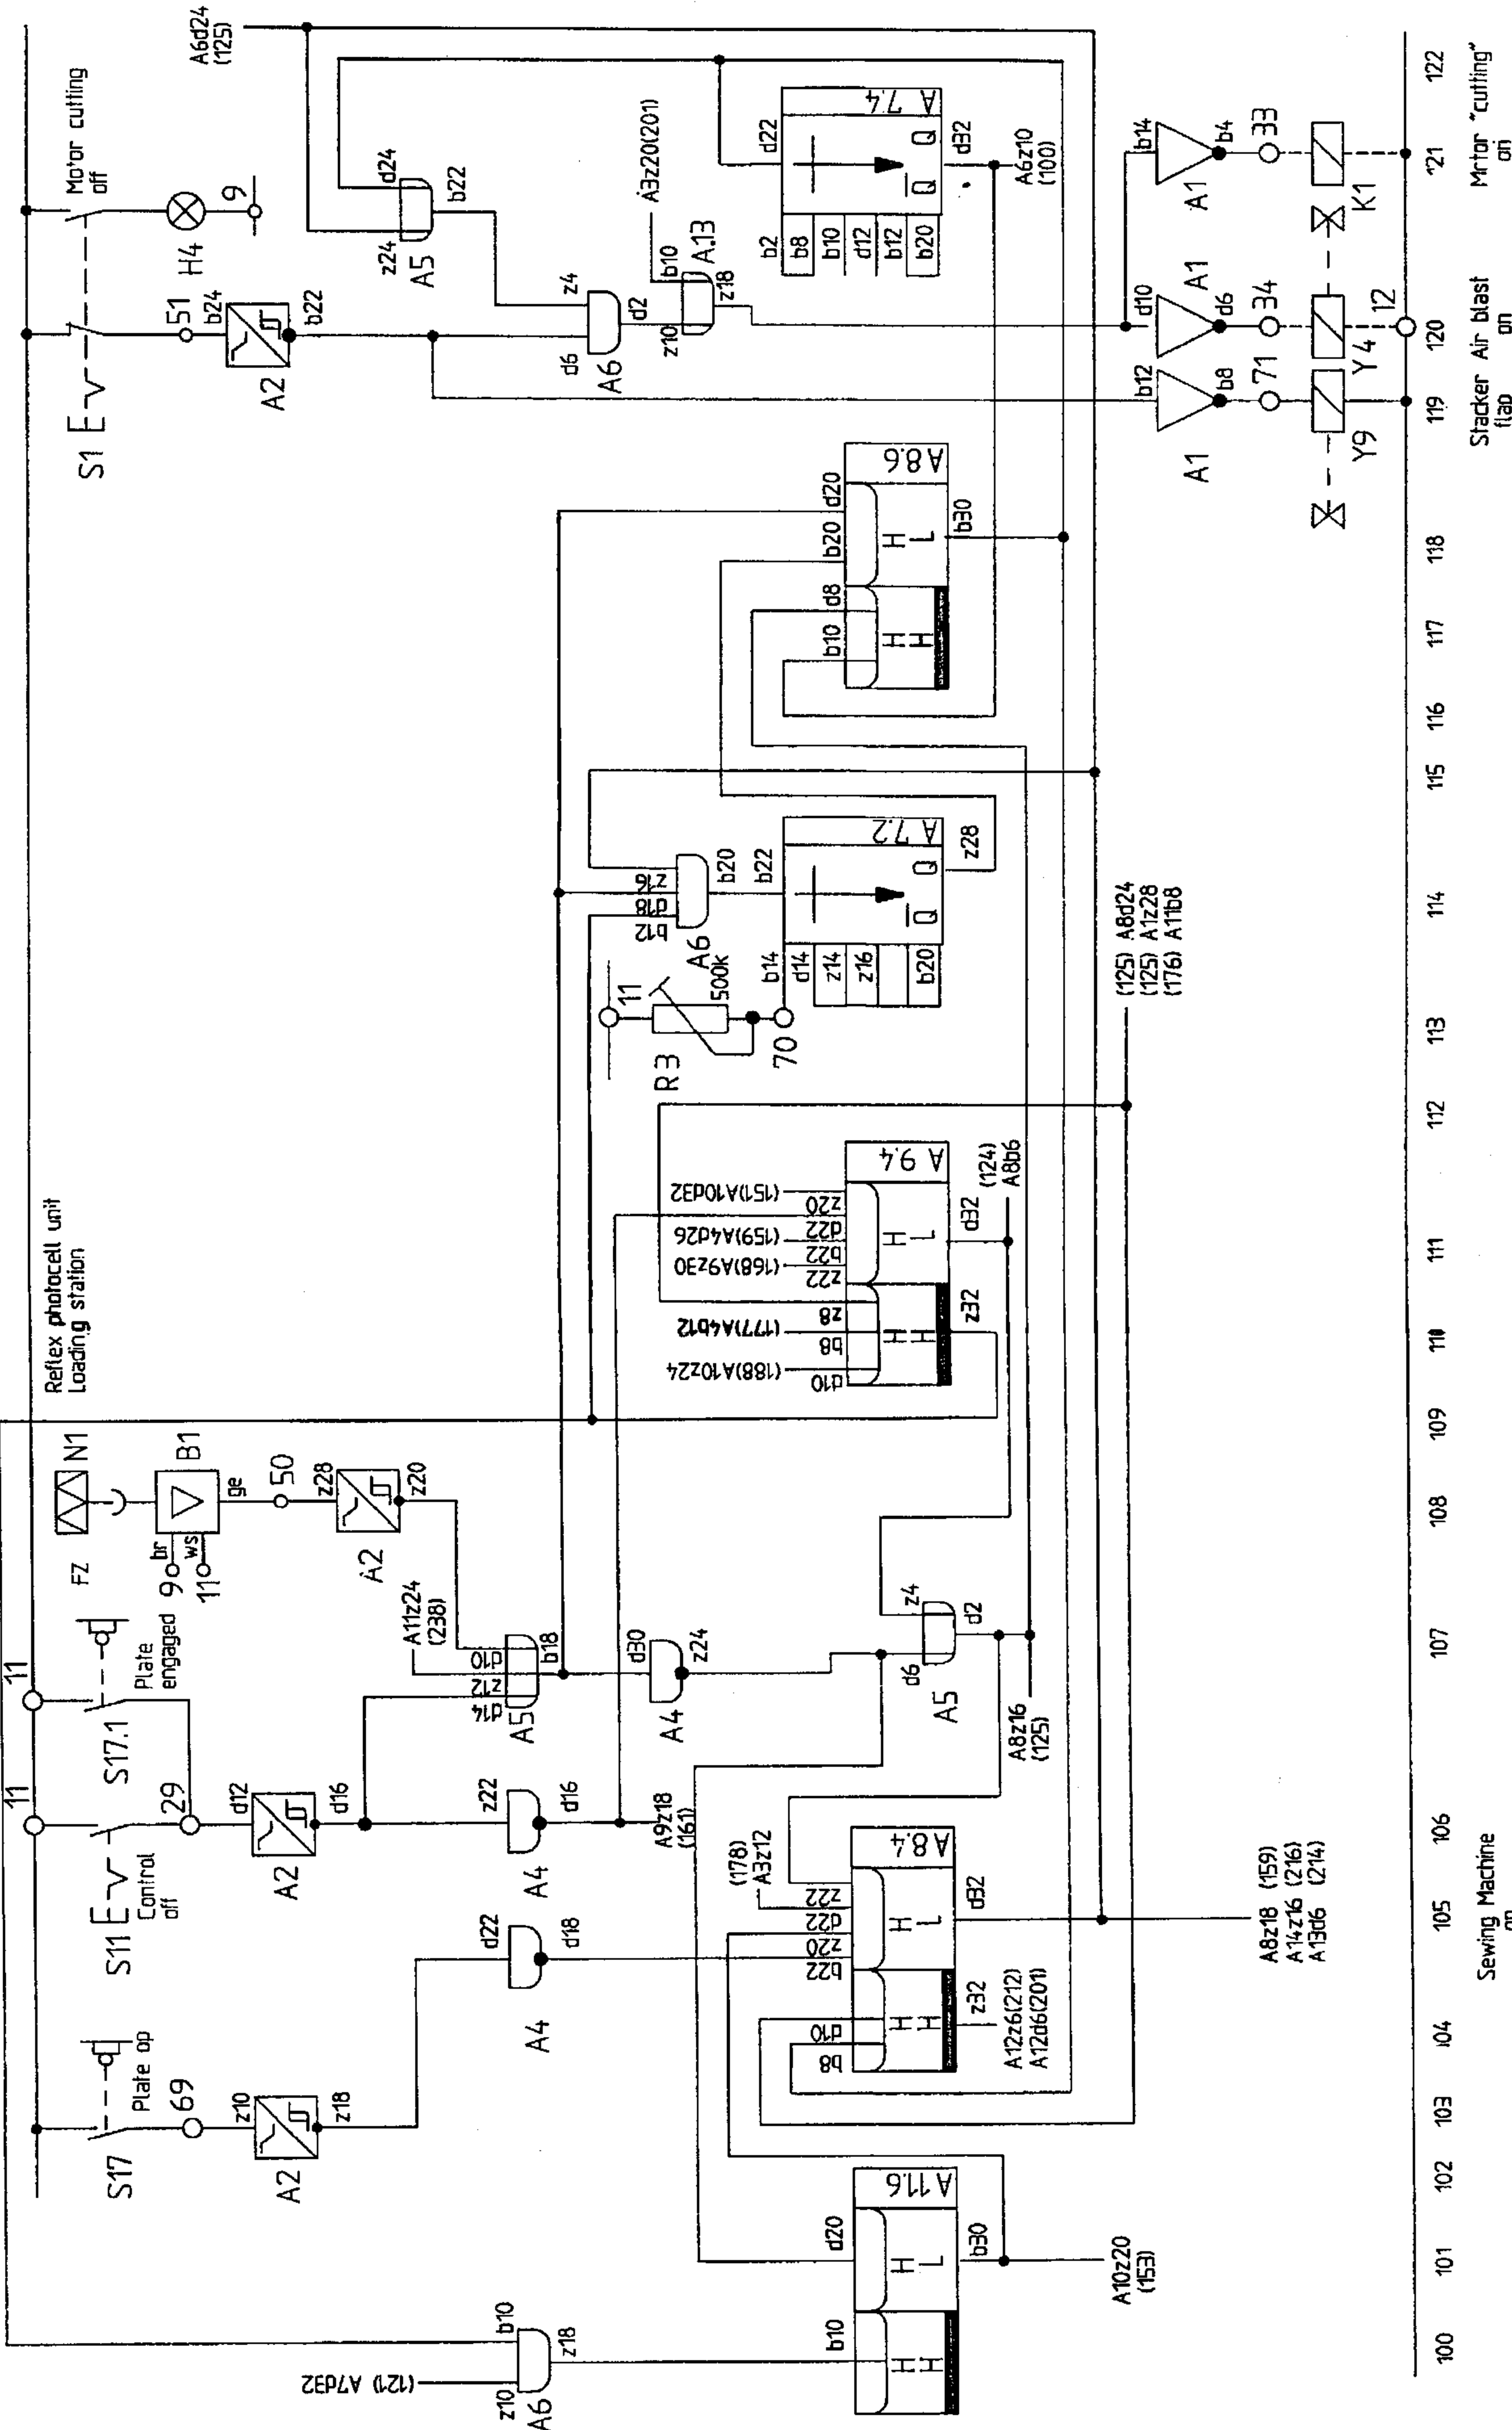 S17
Plate op
69
z10
A2
z18
d22
A4
d18
11
S11
Control
off
29
d12
A2
d16
z22
A4
d16
A9z18
(161)
11
S17.1
Plate
engaged
FZ
N1
B1
br
ws
ge
9
11
50
z28
A2
z20
Reflex photocell unit
Loading station
A11z24
(238)
d14
z12
d10
A5
b18
d30
A4
z24
d6
z4
A5
d2
A8z16
(125)
(121) A7d32
z10
b10
A6
z18
b10
d20
A 11.6
H
H
H
L
b30
A10z20
(153)
(178)
A3z12
b8
d10
b22
z20
d22
z22
A 8.4
H
H
H
L
z32
d32
A12z6(212)
A12d6(201)
A8z18 (159)
A14z16 (216)
A13d6 (214)
(188)A10z24
(177)A4b12
(168)A9z30
(159)A4d26
(151)A10d32
d10
b8
z8
z22
b22
d22
z20
A 9.4
H
H
H
L
z32
d32
(124)
A8b6
R3
11
500k
70
b12
d18
z16
A6
b20
b22
b14
d14
z14
z16
b20
A 7.2
Q
Q
z28
(125) A8d24
(125) A1z28
(176) A11b8
b10
d8
b20
d20
A 8.6
H
H
H
L
b30
S1
51
b24
A2
b22
Motor cutting
off
H4
9
A6d24
(125)
z24
d24
A5
b22
d6
z4
A6
d2
A3z20(201)
z10
b10
A.13
z18
d22
b2
b8
b10
d12
b12
b20
A 7.4
Q
Q
d32
A6z10
(100)
b12
A1
b8
71
Y9
d10
A1
d6
34
Y4
12
b14
A1
b4
33
K1
100
101
102
103
104
105
106
107
108
109
110
111
112
113
114
115
116
117
118
119
120
121
122
Sewing Machine
on
Stacker
flap
Air blast
on
Motor "cutting"
on